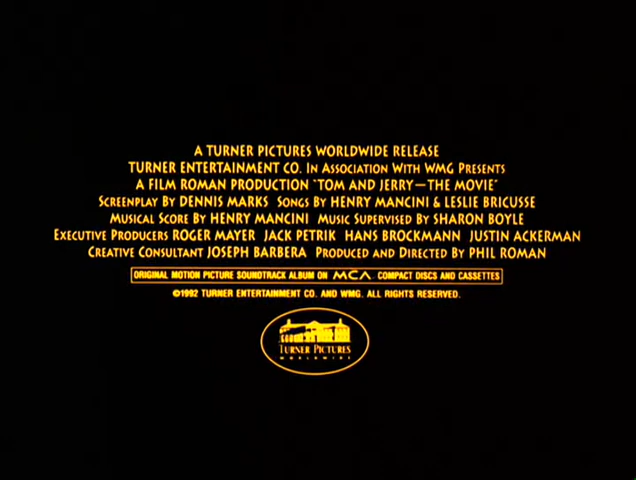 A TURNER PICTURES WORLDWIDE RELEASE
TURNER ENTERTAINMENT CO. IN ASSOCIATION WITH WMG PRESENTS
A FILM ROMAN PRODUCTION "TOM AND JERRY—THE MOVIE"
SCREENPLAY BY DENNIS MARKS SONGS BY HENRY MANCINI & LESLIE BRICUSSE
MUSICAL SCORE BY HENRY MANCINI MUSIC SUPERVISED BY SHARON BOYLE
EXECUTIVE PRODUCERS ROGER MAYER JACK PETRIK HANS BROCKMANN JUSTIN ACKERMAN
CREATIVE CONSULTANT JOSEPH BARBERA PRODUCED AND DIRECTED BY PHIL ROMAN
ORIGINAL MOTION PICTURE SOUNDTRACK ALBUM ON MCA COMPACT DISCS AND CASSETTES
©1992 TURNER ENTERTAINMENT CO. AND WMG. ALL RIGHTS RESERVED.
TURNER PICTURES
WORLDWIDE